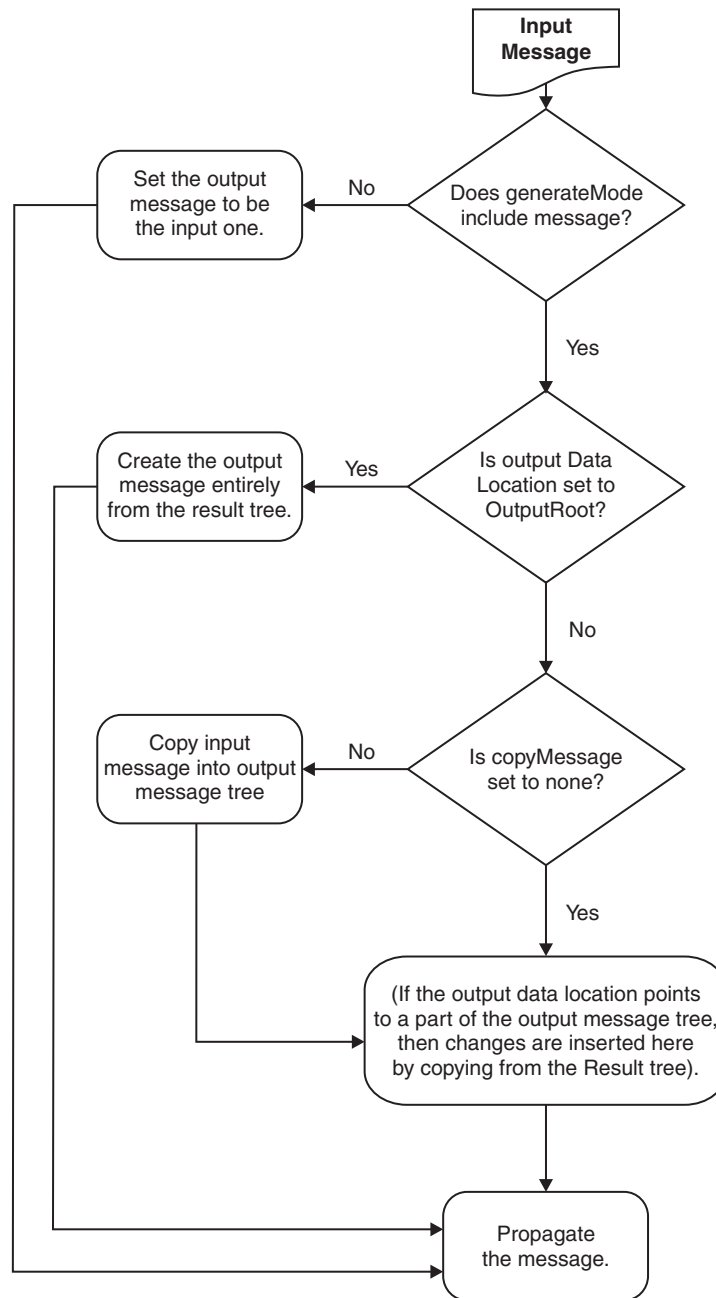 Input
Message
Does generateMode
include message?
No
Set the output
message to be
the input one.
Yes
Is output Data
Location set to
OutputRoot?
Yes
Create the output
message entirely
from the result tree.
No
Is copyMessage
set to none?
No
Copy input
message into output
message tree
Yes
(If the output data location points
to a part of the output message tree,
then changes are inserted here
by copying from the Result tree).
Propagate
the message.